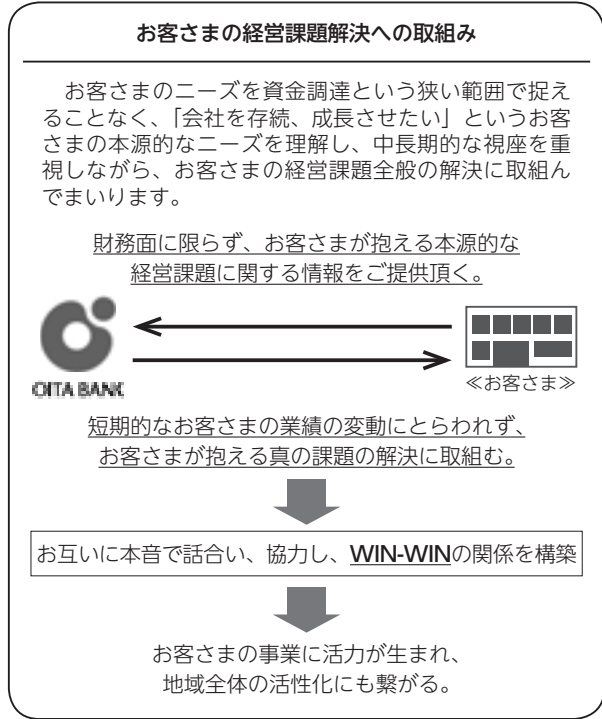 お客さまの経営課題解決への取組み
お客さまのニーズを資金調達という狭い範囲で捉え
ることなく、「会社を存続、成長させたい」というお客
さまの本源的なニーズを理解し、中長期的な視座を重
視しながら、お客さまの経営課題全般の解決に取組ん
でまいります。
財務面に限らず、お客さまが抱える本源的な
経営課題に関する情報をご提供頂く。
OITA BANK
≪お客さま≫
短期的なお客さまの業績の変動にとらわれず、
お客さまが抱える真の課題の解決に取組む。
お互いに本音で話合い、協力し、WIN-WINの関係を構築
お客さまの事業に活力が生まれ、
地域全体の活性化にも繋がる。